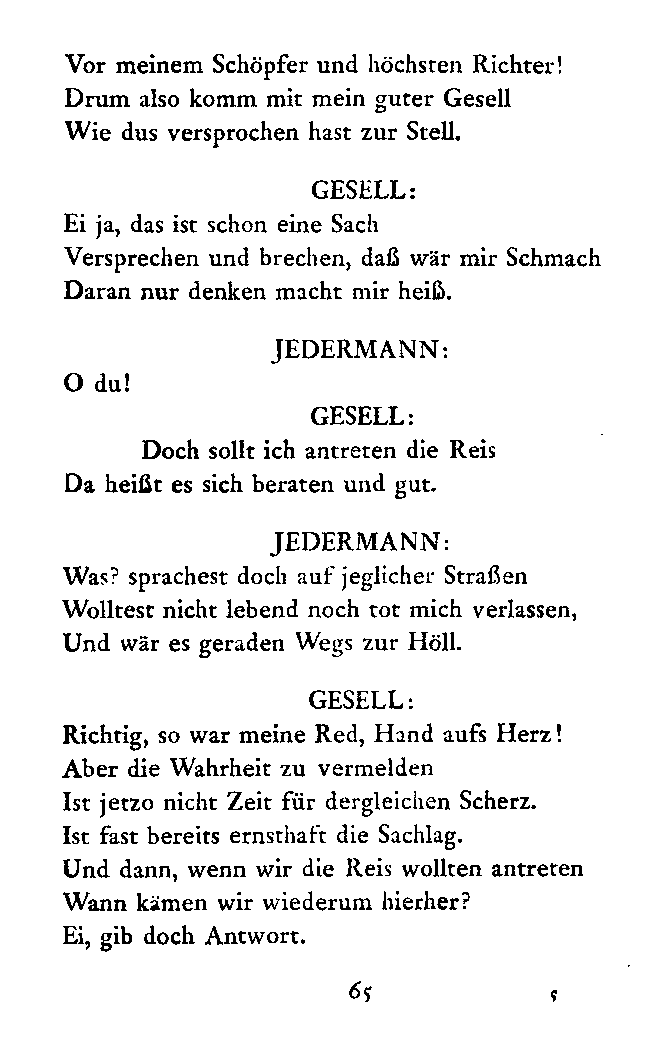 Vor meinem Schöpfer und höchsten Richter!
Drum also komm mit mein guter Gesell
Wie dus versprochen hast zur Stell.
GESELL:
Ei ja, das ist schon eine Sach
Versprechen und brechen, daß wär mir Schmach
Daran nur denken macht mir heiß.
JEDERMANN:
O du!
GESELL:
Doch sollt ich antreten die Reis
Da heißt es sich beraten und gut.
JEDERMANN:
Was? sprachest doch auf jeglicher Straßen
Wolltest nicht lebend noch tot mich verlassen,
Und wär es geraden Wegs zur Höll.
GESELL:
Richtig, so war meine Red, Hand aufs Herz!
Aber die Wahrheit zu vermelden
Ist jetzo nicht Zeit für dergleichen Scherz.
Ist fast bereits ernsthaft die Sachlag.
Und dann, wenn wir die Reis wollten antreten
Wann kämen wir wiederum hierher?
Ei, gib doch Antwort.
65 5